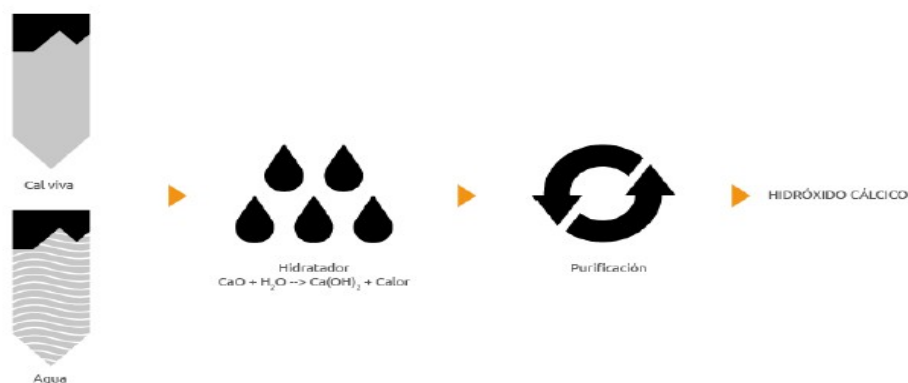 Cal viva
Agua
Hidratador
CaO + H₂O --> Ca(OH)₂ + Calor
Purificación
HIDRÓXIDO CÁLCICO